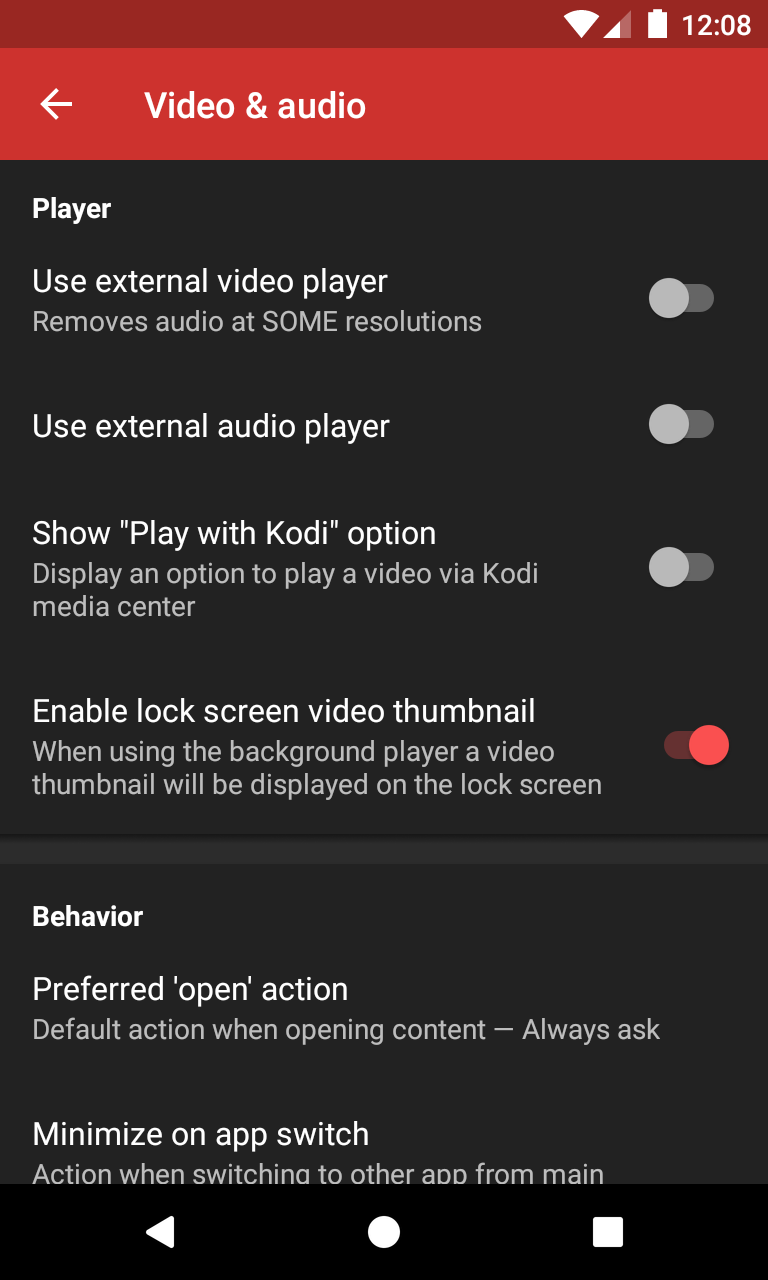 12:08
Video & audio
Player
Use external video player
Removes audio at SOME resolutions
Use external audio player
Show "Play with Kodi" option
Display an option to play a video via Kodi
media center
Enable lock screen video thumbnail
When using the background player a video
thumbnail will be displayed on the lock screen
Behavior
Preferred 'open' action
Default action when opening content — Always ask
Minimize on app switch
Action when switching to other app from main